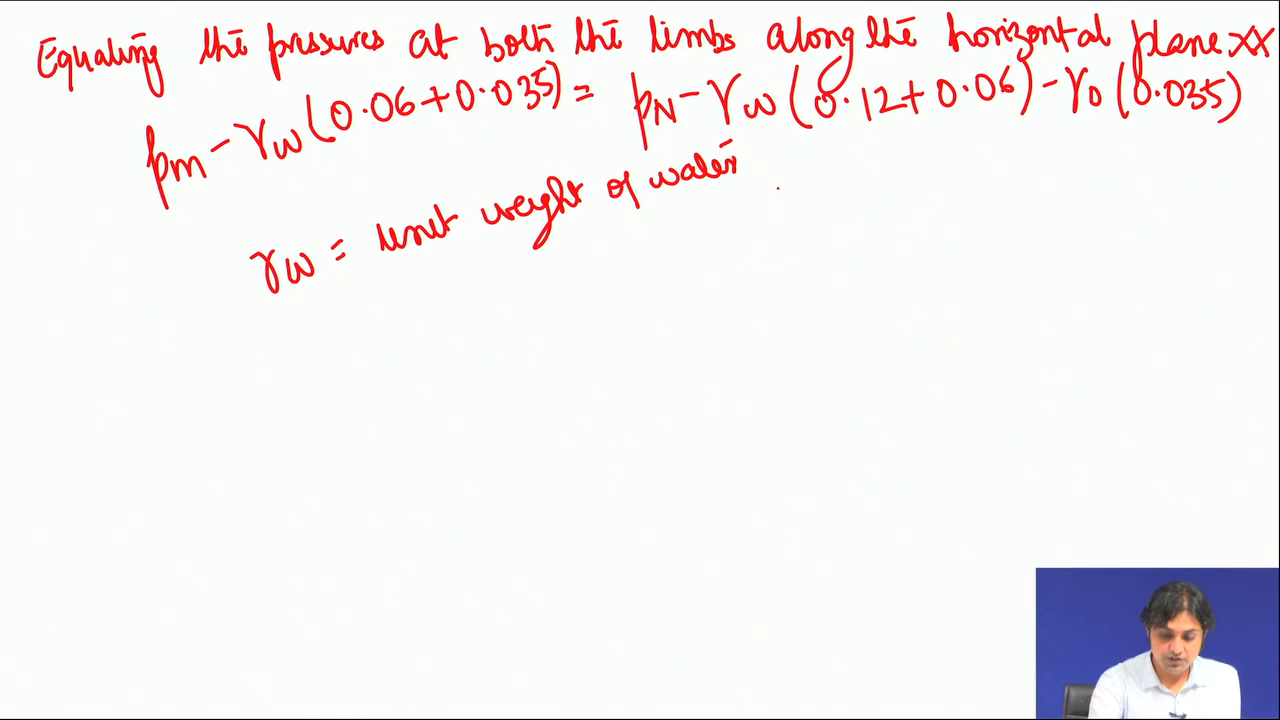 Equating the pressures at both the limbs along the horizontal plane XX
pm - γw (0.06 + 0.035) = pN - γw (0.12 + 0.06) - γo (0.035)
γw = unit weight of water